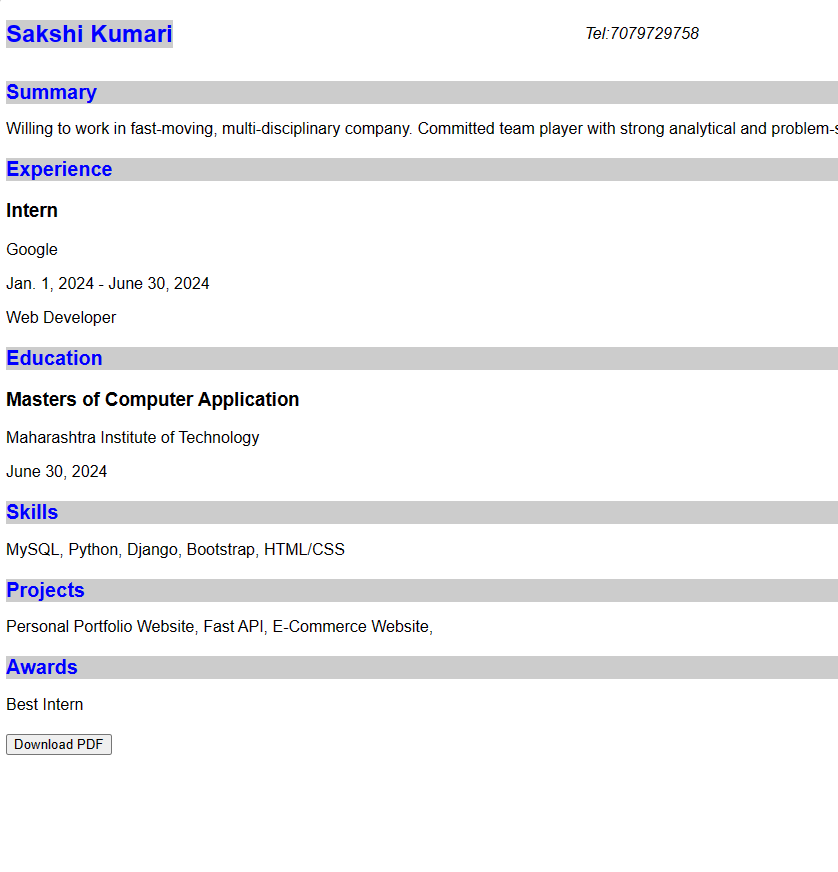 Sakshi Kumari
Tel:7079729758
Summary
Willing to work in fast-moving, multi-disciplinary company. Committed team player with strong analytical and
Experience
Intern
Google
Jan. 1, 2024 - June 30, 2024
Web Developer
Education
Masters of Computer Application
Maharashtra Institute of Technology
June 30, 2024
Skills
MySQL, Python, Django, Bootstrap, HTML/CSS
Projects
Personal Portfolio Website, Fast API, E-Commerce Website,
Awards
Best Intern
Download PDF